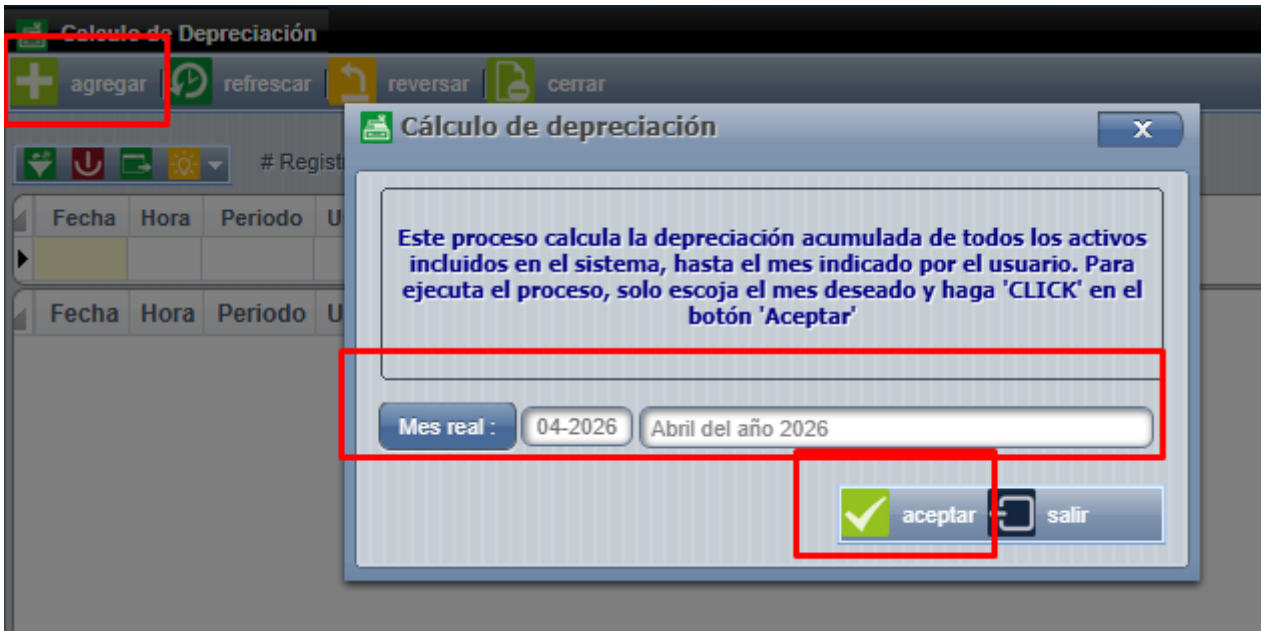 Calculo de Depreciación
agregar refrescar reversar cerrar
Cálculo de depreciación
X
# Regist
Fecha Hora Periodo U
Este proceso calcula la depreciación acumulada de todos los activos
incluidos en el sistema, hasta el mes indicado por el usuario. Para
ejecuta el proceso, solo escoja el mes deseado y haga 'CLICK' en el
botón 'Aceptar'
Fecha Hora Periodo U
Mes real : 04-2026 Abril del año 2026
aceptar salir